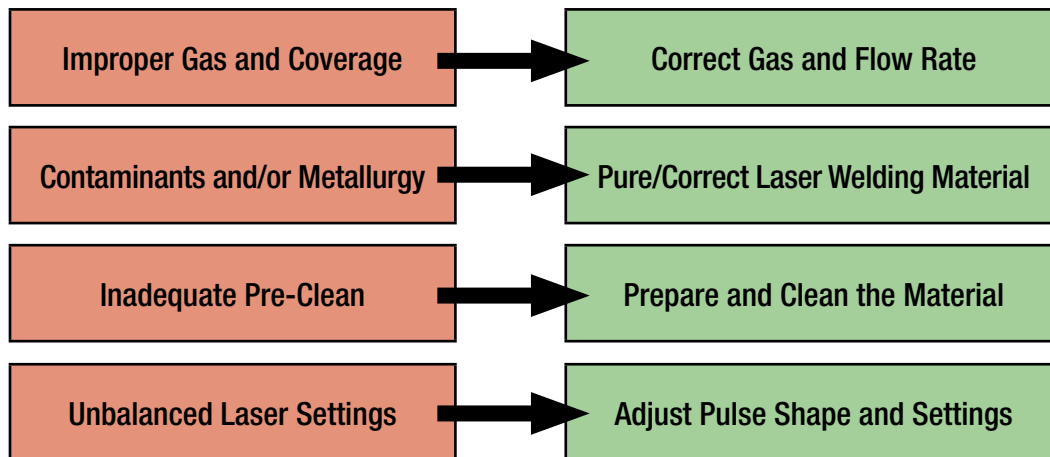 Improper Gas and Coverage
Correct Gas and Flow Rate
Contaminants and/or Metallurgy
Pure/Correct Laser Welding Material
Inadequate Pre-Clean
Prepare and Clean the Material
Unbalanced Laser Settings
Adjust Pulse Shape and Settings